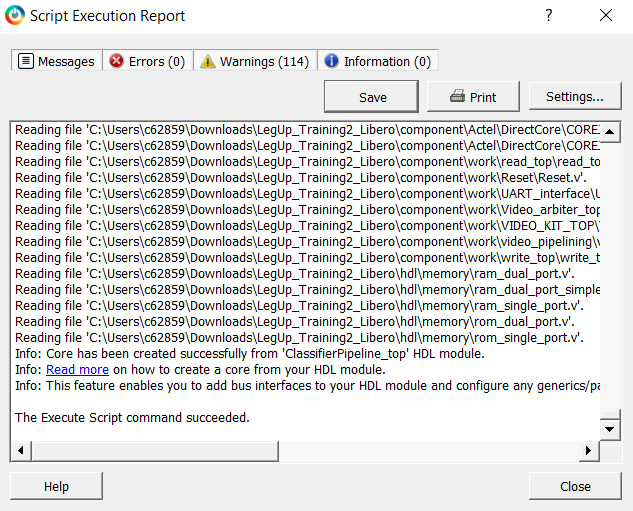 Script Execution Report
Messages
Errors (0)
Warnings (114)
Information (0)
Save
Print
Settings...
Reading file 'C:\Users\c62859\Downloads\LegUp_Training2_Libero\component\Actel\DirectCore\CORE
Reading file 'C:\Users\c62859\Downloads\LegUp_Training2_Libero\component\Actel\DirectCore\CORE
Reading file 'C:\Users\c62859\Downloads\LegUp_Training2_Libero\component\work\read_top\read_to
Reading file 'C:\Users\c62859\Downloads\LegUp_Training2_Libero\component\work\Reset\Reset.v'.
Reading file 'C:\Users\c62859\Downloads\LegUp_Training2_Libero\component\work\UART_interface\U
Reading file 'C:\Users\c62859\Downloads\LegUp_Training2_Libero\component\work\Video_arbiter_top
Reading file 'C:\Users\c62859\Downloads\LegUp_Training2_Libero\component\work\VIDEO_KIT_TOP\
Reading file 'C:\Users\c62859\Downloads\LegUp_Training2_Libero\component\work\video_pipelining\v
Reading file 'C:\Users\c62859\Downloads\LegUp_Training2_Libero\component\work\write_top\write_t
Reading file 'C:\Users\c62859\Downloads\LegUp_Training2_Libero\hdl\memory\ram_dual_port.v'.
Reading file 'C:\Users\c62859\Downloads\LegUp_Training2_Libero\hdl\memory\ram_dual_port_simple
Reading file 'C:\Users\c62859\Downloads\LegUp_Training2_Libero\hdl\memory\ram_single_port.v'.
Reading file 'C:\Users\c62859\Downloads\LegUp_Training2_Libero\hdl\memory\rom_dual_port.v'.
Reading file 'C:\Users\c62859\Downloads\LegUp_Training2_Libero\hdl\memory\rom_single_port.v'.
Info: Core has been created successfully from 'ClassifierPipeline_top' HDL module.
Info: Read more on how to create a core from your HDL module.
Info: This feature enables you to add bus interfaces to your HDL module and configure any generics/pa
The Execute Script command succeeded.
Help
Close